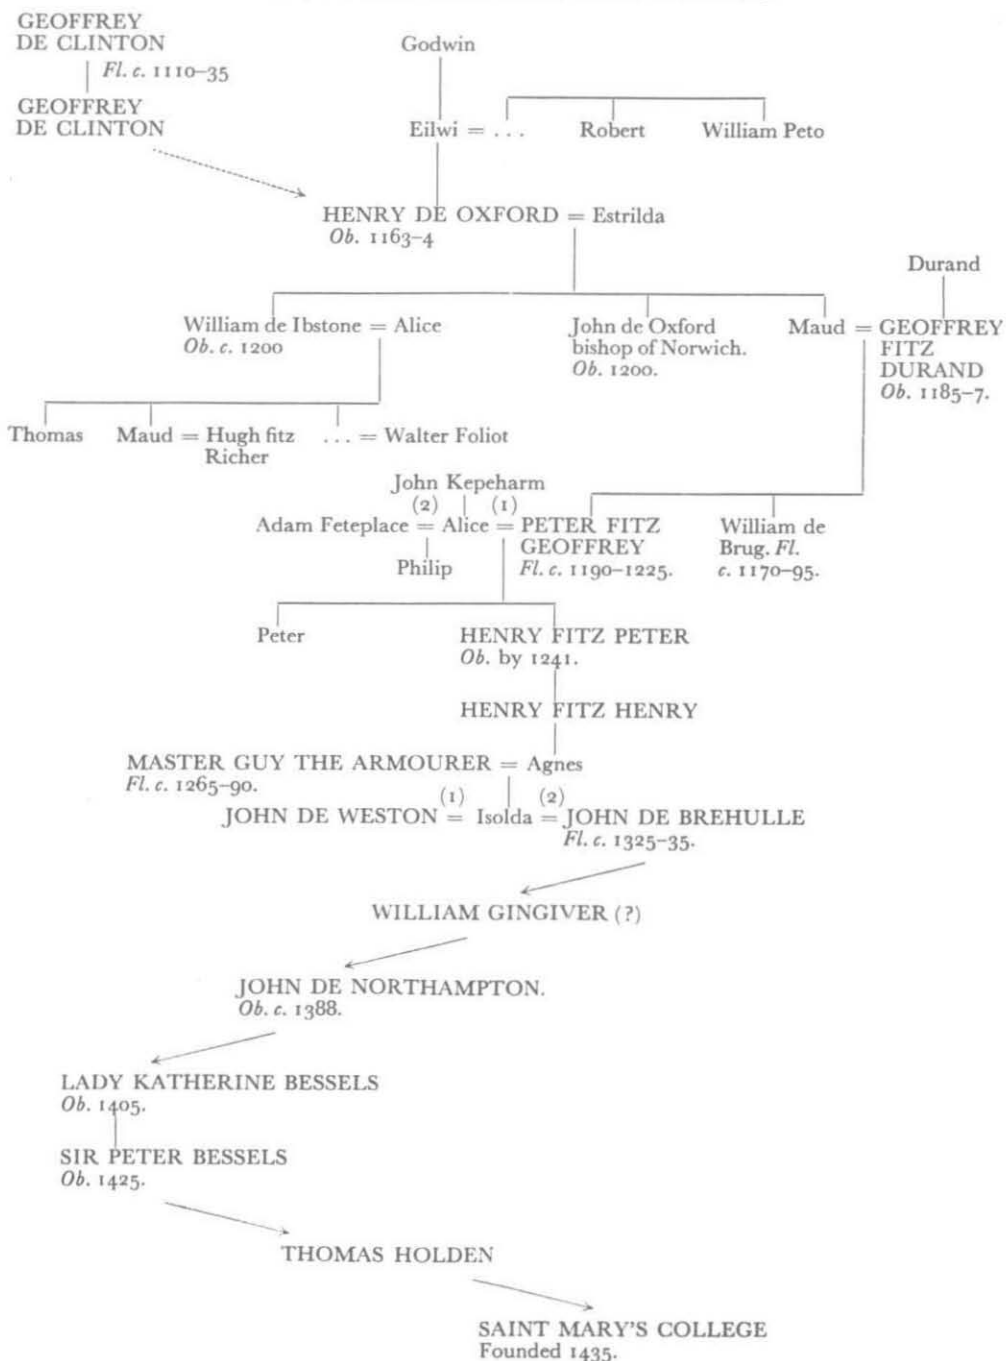 GEOFFREY
DE CLINTON
Fl. c. 1110–35
GEOFFREY
DE CLINTON
Godwin
Eilwi = . . . Robert William Peto
HENRY DE OXFORD = Estrilda
Ob. 1163–4
Durand
William de Ibstone = Alice
Ob. c. 1200
John de Oxford
bishop of Norwich.
Ob. 1200.
Maud = GEOFFREY
FITZ
DURAND
Ob. 1185–7.
Thomas Maud = Hugh fitz
Richer
. . . = Walter Foliot
John Kepeharm
(2) (1)
Adam Feteplace = Alice = PETER FITZ
GEOFFREY
Fl. c. 1190–1225.
Philip
William de
Brug. Fl.
c. 1170–95.
Peter
HENRY FITZ PETER
Ob. by 1241.
HENRY FITZ HENRY
MASTER GUY THE ARMOURER = Agnes
Fl. c. 1265–90.
(1) (2)
JOHN DE WESTON = Isolda = JOHN DE BREHULLE
Fl. c. 1325–35.
WILLIAM GINGIVER (?)
JOHN DE NORTHAMPTON.
Ob. c. 1388.
LADY KATHERINE BESSELS
Ob. 1405.
SIR PETER BESSELS
Ob. 1425.
THOMAS HOLDEN
SAINT MARY'S COLLEGE
Founded 1435.